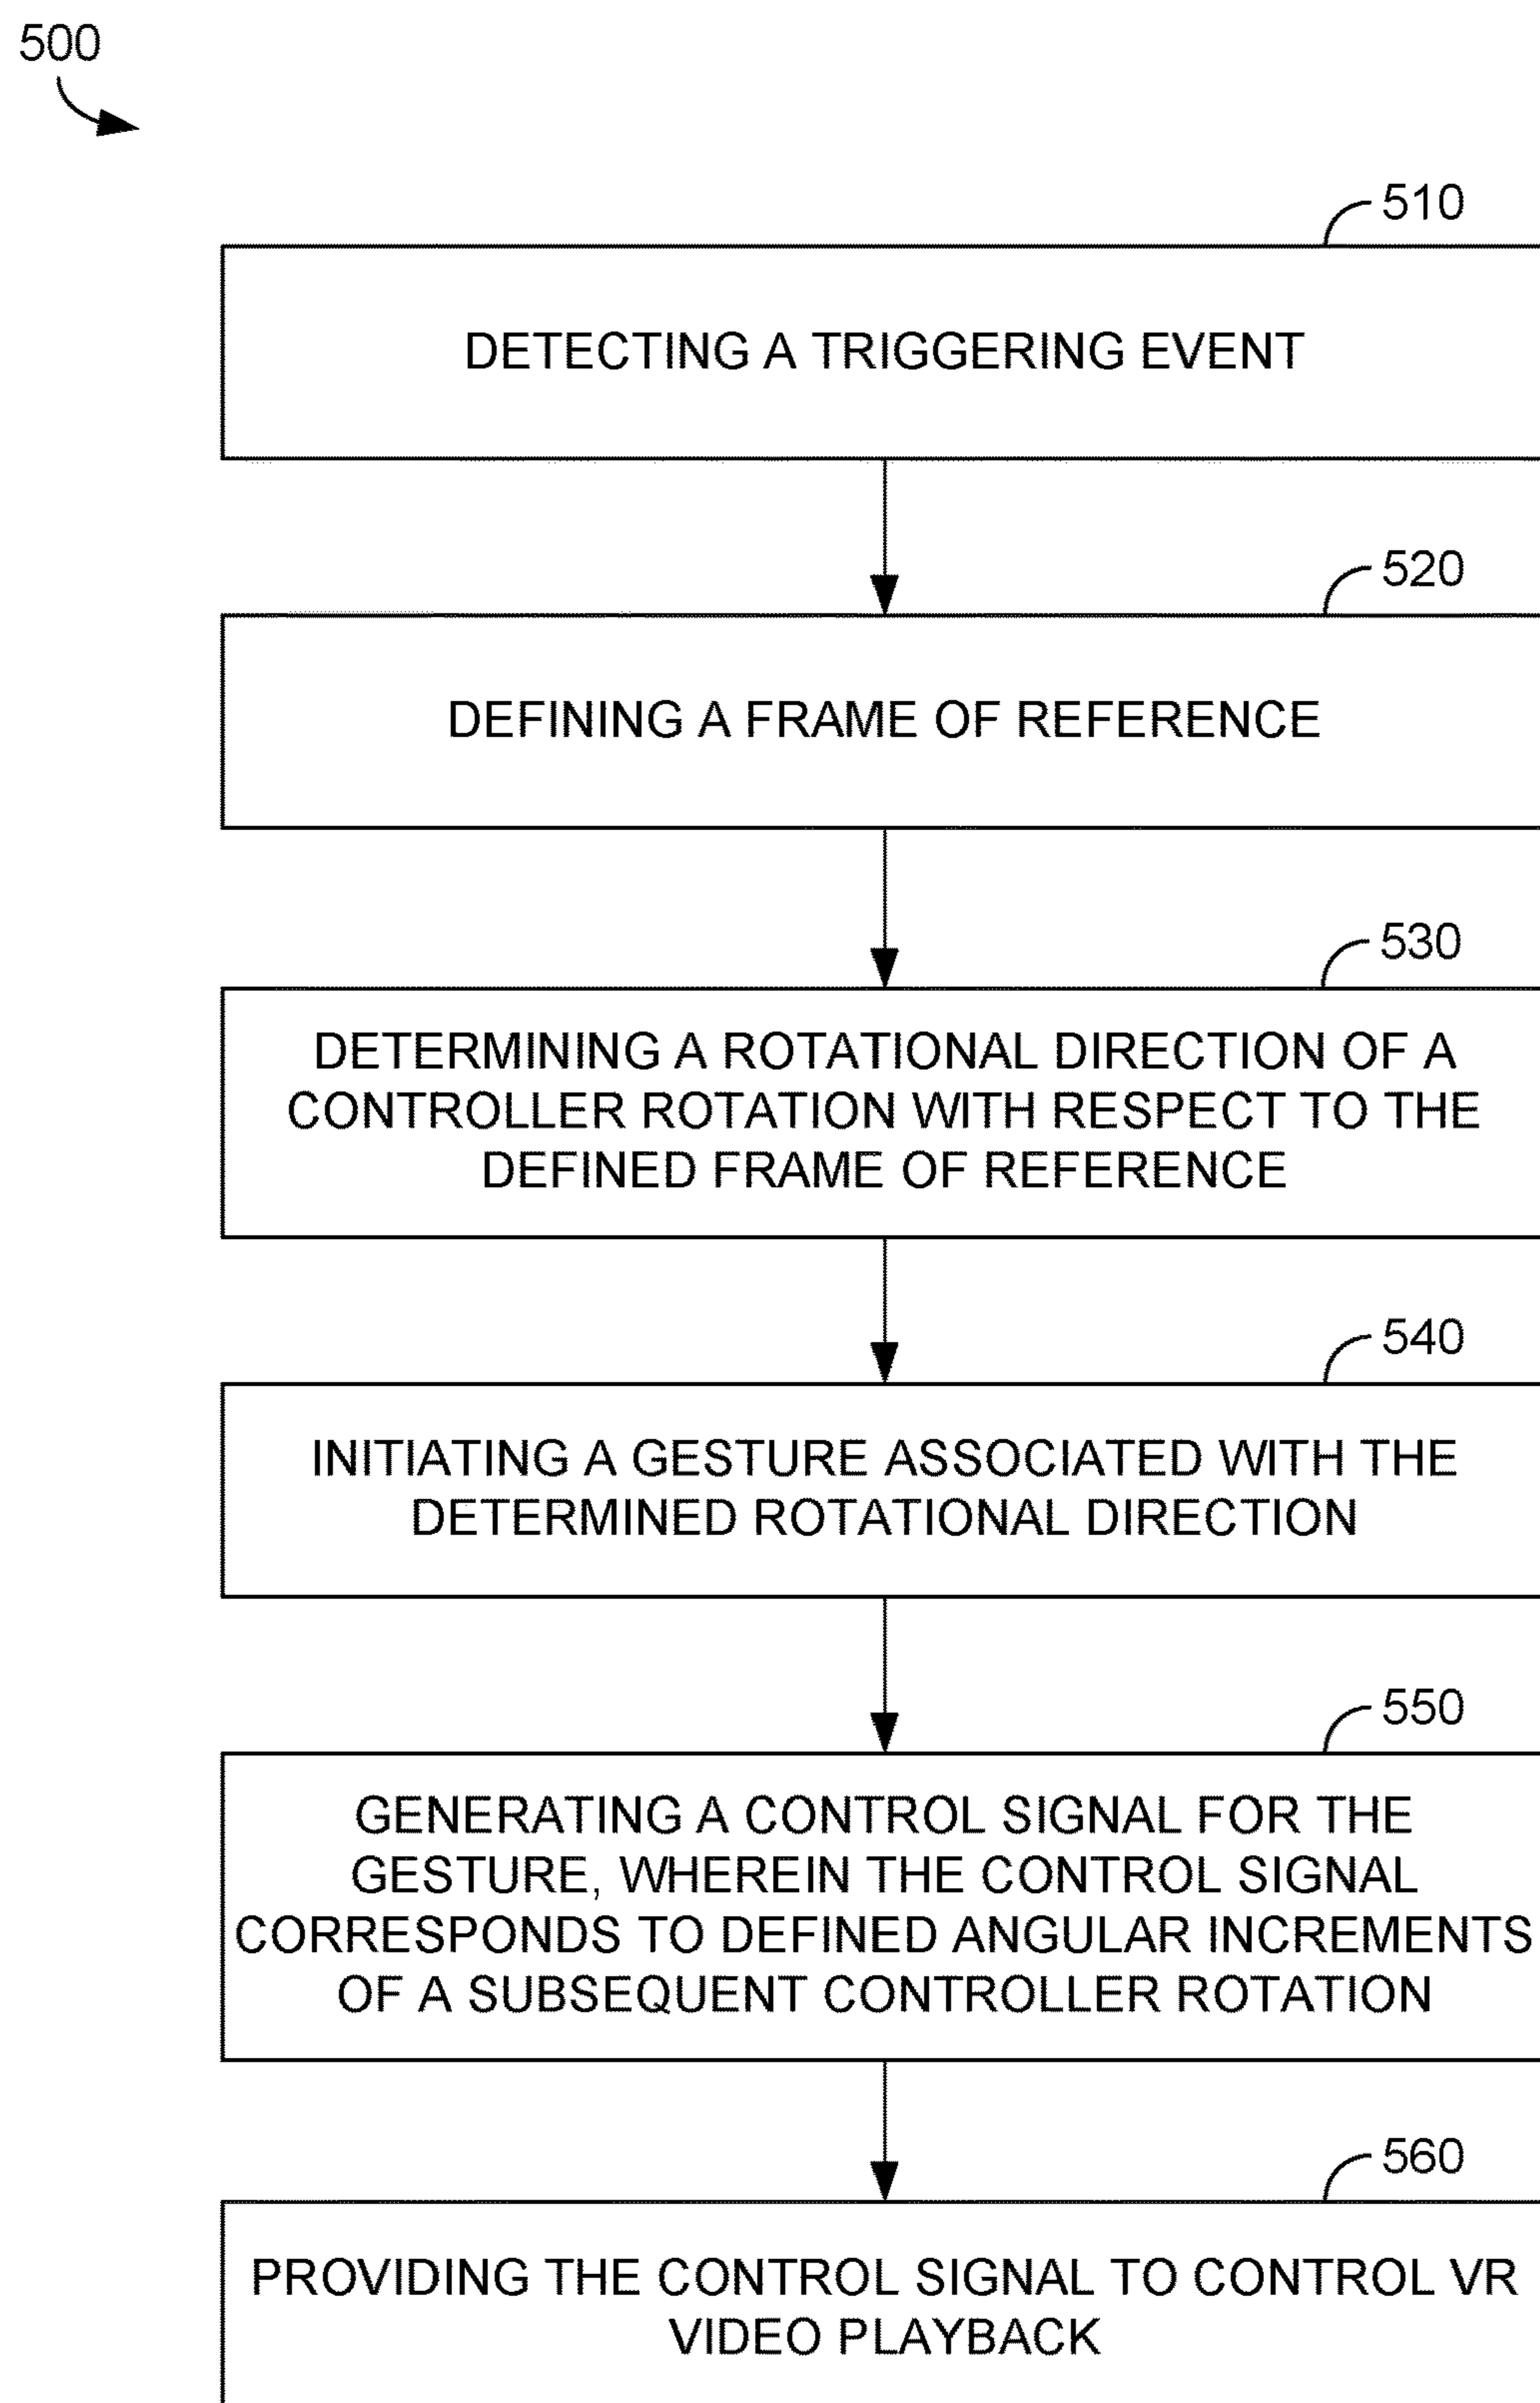 500
510
DETECTING A TRIGGERING EVENT
520
DEFINING A FRAME OF REFERENCE
530
DETERMINING A ROTATIONAL DIRECTION OF A
CONTROLLER ROTATION WITH RESPECT TO THE
DEFINED FRAME OF REFERENCE
540
INITIATING A GESTURE ASSOCIATED WITH THE
DETERMINED ROTATIONAL DIRECTION
550
GENERATING A CONTROL SIGNAL FOR THE
GESTURE, WHEREIN THE CONTROL SIGNAL
CORRESPONDS TO DEFINED ANGULAR INCREMENTS
OF A SUBSEQUENT CONTROLLER ROTATION
560
PROVIDING THE CONTROL SIGNAL TO CONTROL VR
VIDEO PLAYBACK